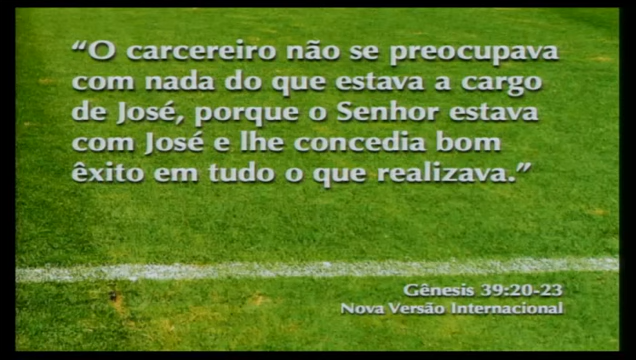 “O carcereiro não se preocupava
com nada do que estava a cargo
de José, porque o Senhor estava
com José e lhe concedia bom
êxito em tudo o que realizava.”
Gênesis 39:20-23
Nova Versão Internacional